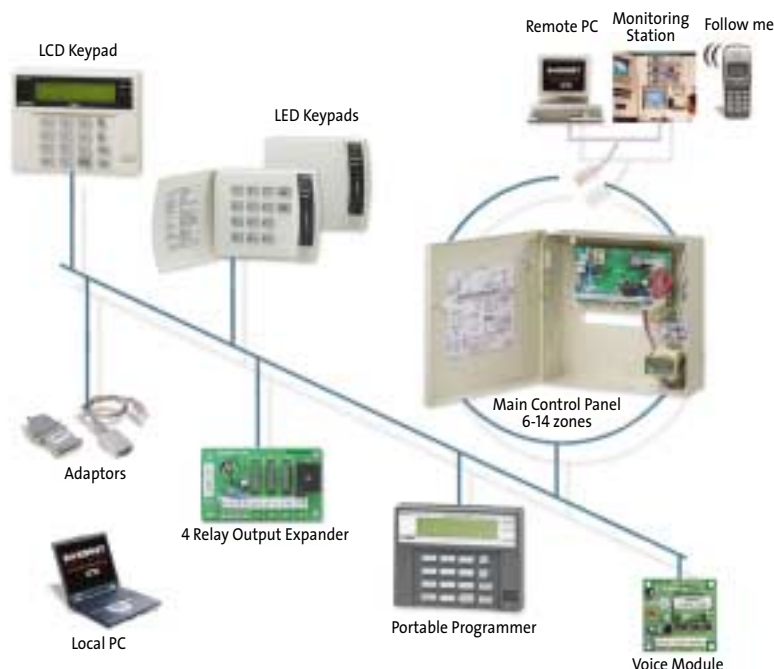 Remote PC
Monitoring
Station
Follow me
LCD Keypad
LED Keypads
Main Control Panel
6-14 zones
Adaptors
4 Relay Output Expander
Local PC
Portable Programmer
Voice Module